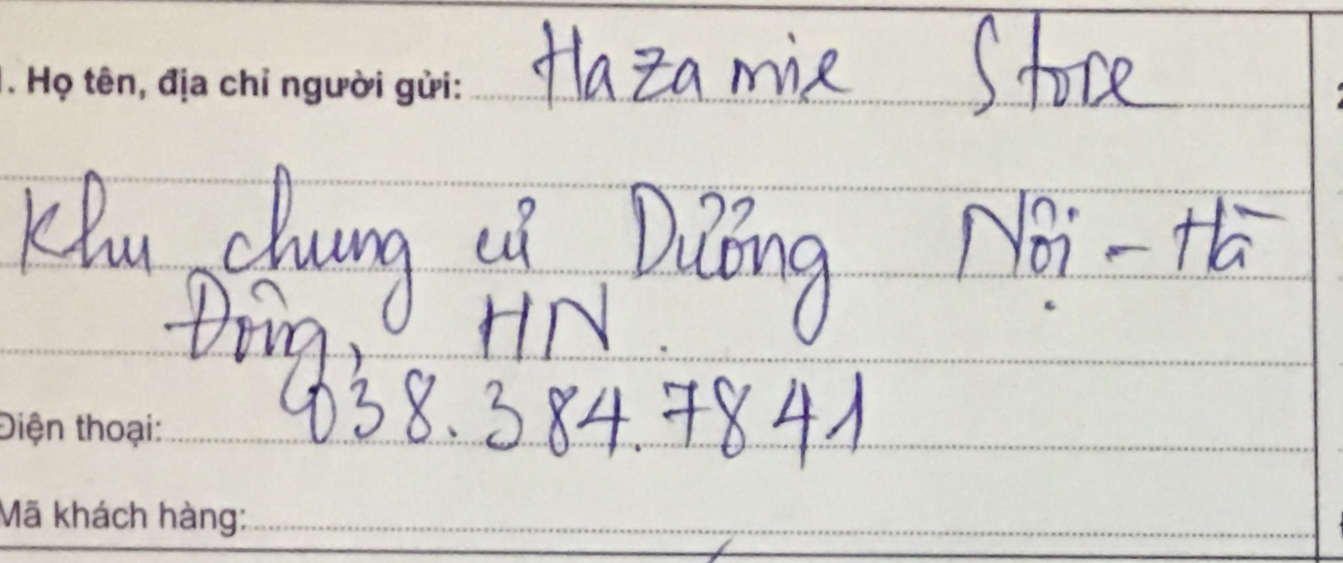 1. Họ tên, địa chỉ người gửi: Hazamie Store
Khu chung cư Dương Nội - Hà
Đông, HN.
Điện thoại: 038.384.7841
Mã khách hàng: